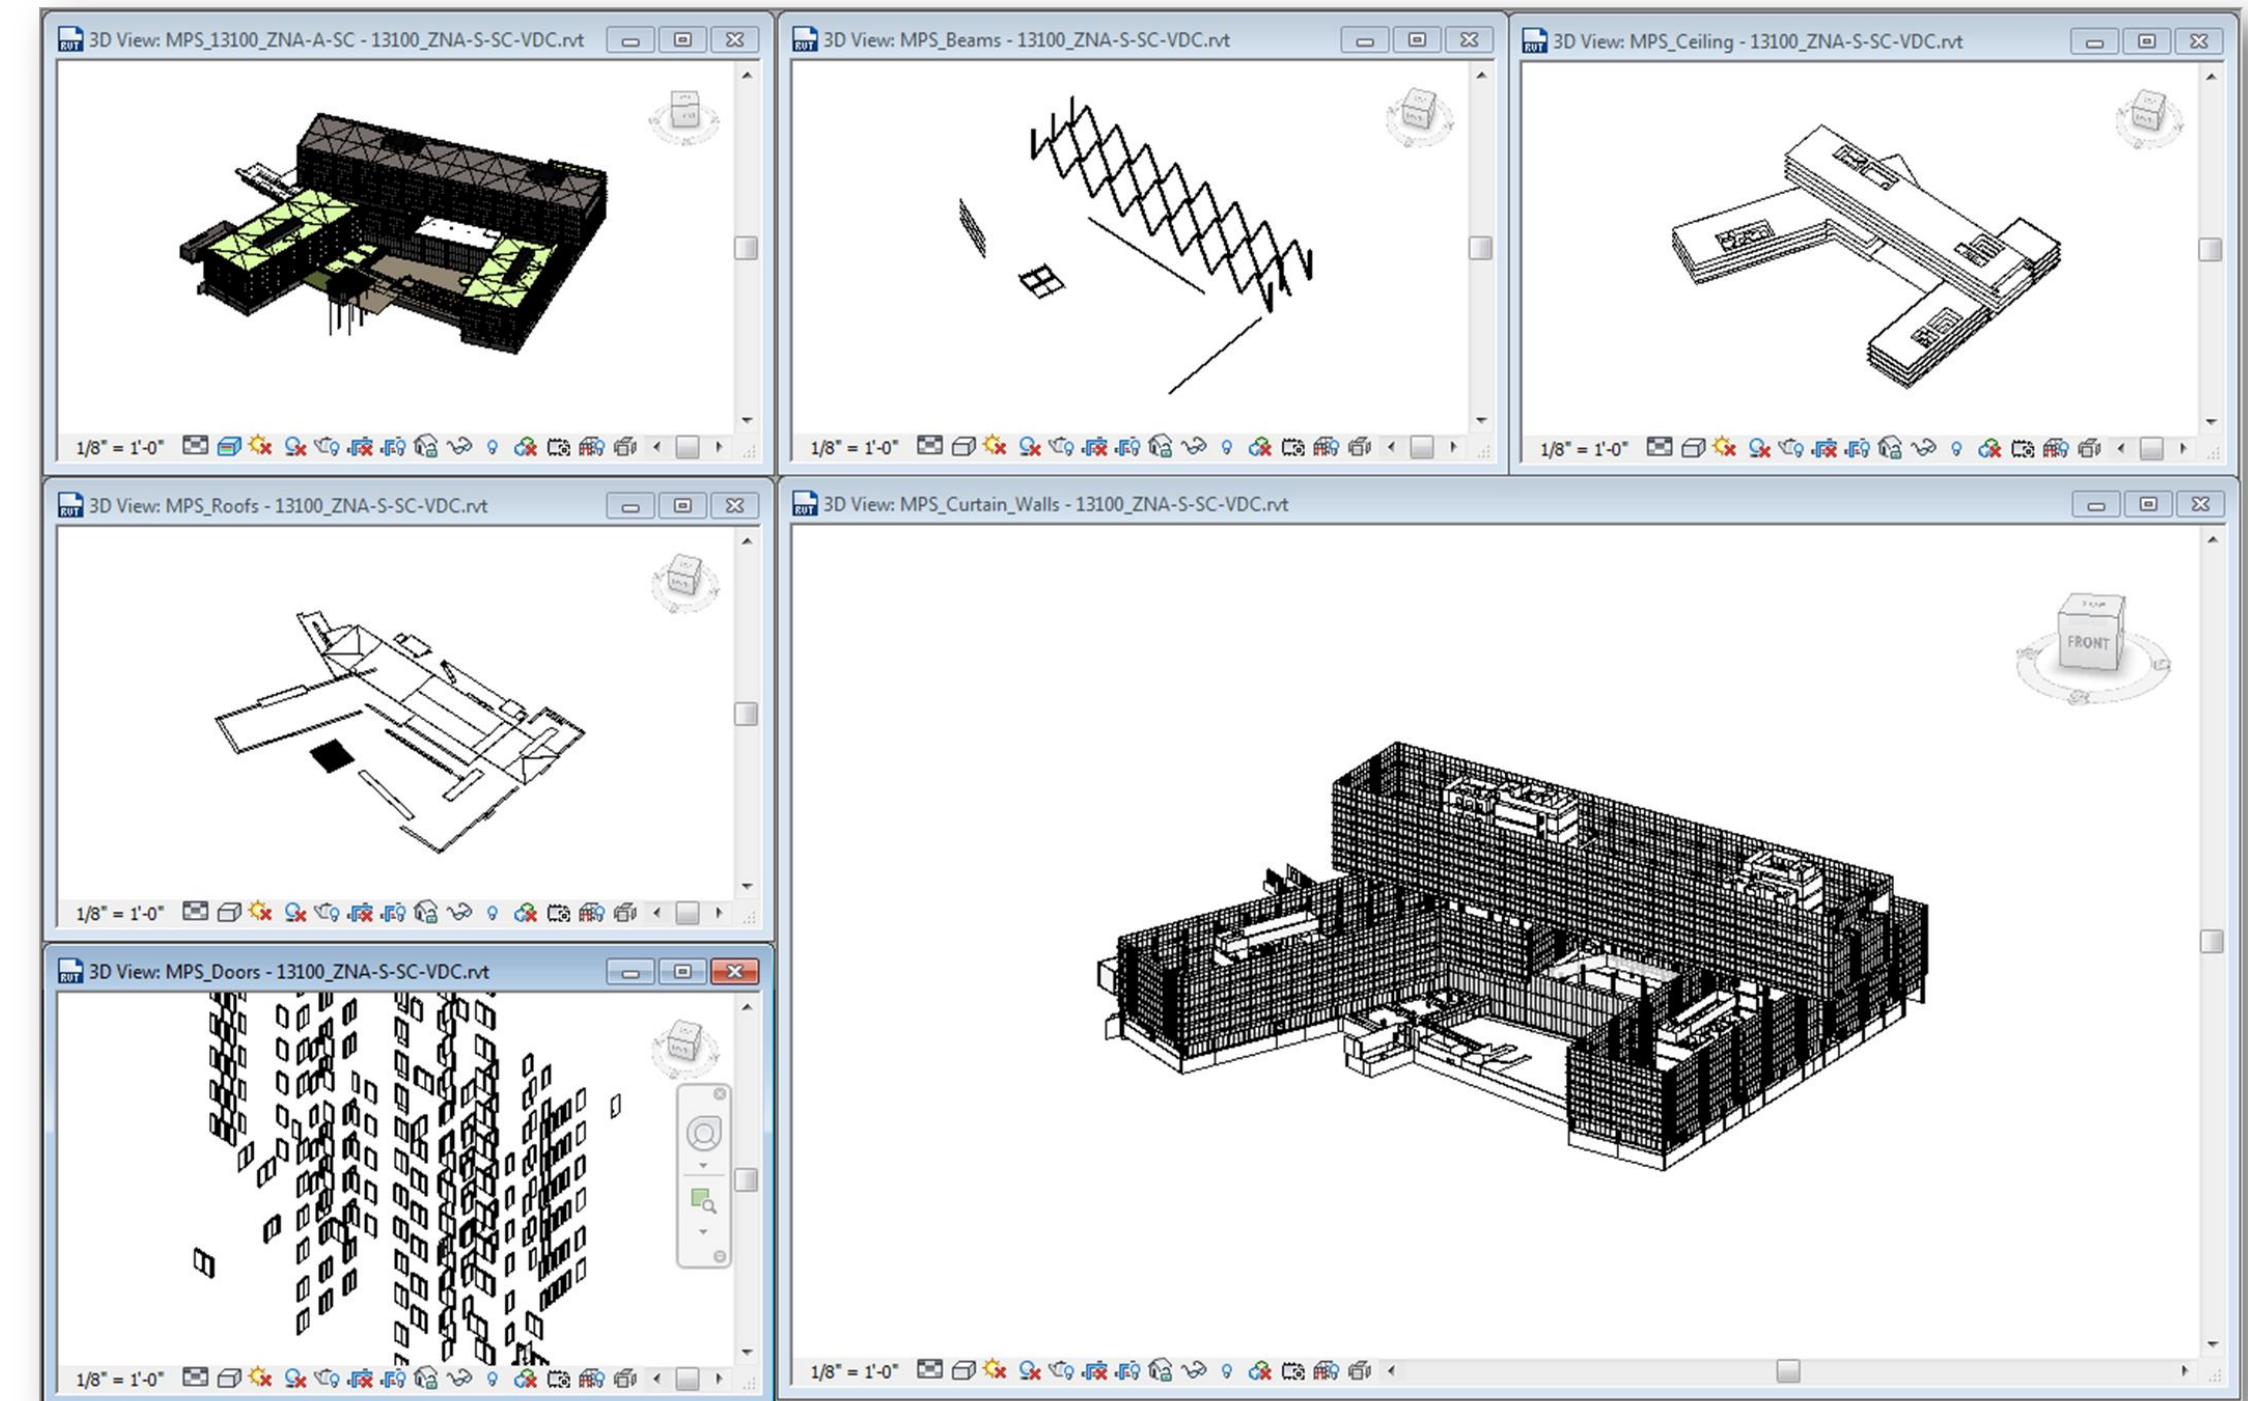 3D View: MPS_13100_ZNA-A-SC - 13100_ZNA-S-SC-VDC.rvt
1/8" = 1'-0"
3D View: MPS_Beams - 13100_ZNA-S-SC-VDC.rvt
1/8" = 1'-0"
3D View: MPS_Ceiling - 13100_ZNA-S-SC-VDC.rvt
1/8" = 1'-0"
3D View: MPS_Roofs - 13100_ZNA-S-SC-VDC.rvt
1/8" = 1'-0"
3D View: MPS_Curtain_Walls - 13100_ZNA-S-SC-VDC.rvt
TOP
FRONT
1/8" = 1'-0"
3D View: MPS_Doors - 13100_ZNA-S-SC-VDC.rvt
1/8" = 1'-0"